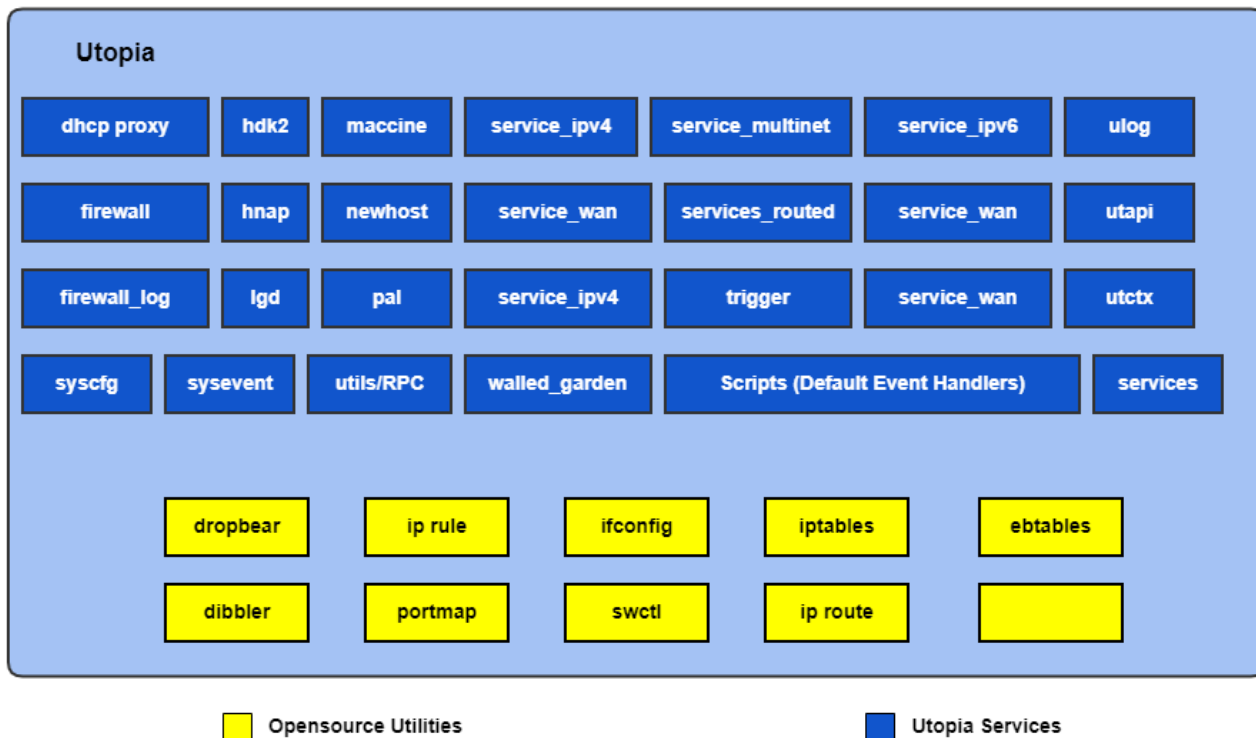 Utopia
dhcp proxy hdk2 maccine service_ipv4 service_multinet service_ipv6 ulog
firewall hnap newhost service_wan services_routed service_wan utapi
firewall_log lgd pal service_ipv4 trigger service_wan utctx
syscfg sysevent utils/RPC walled_garden Scripts (Default Event Handlers) services
dropbear ip rule ifconfig iptables ebtables
dibbler portmap swctl ip route
Opensource Utilities Utopia Services